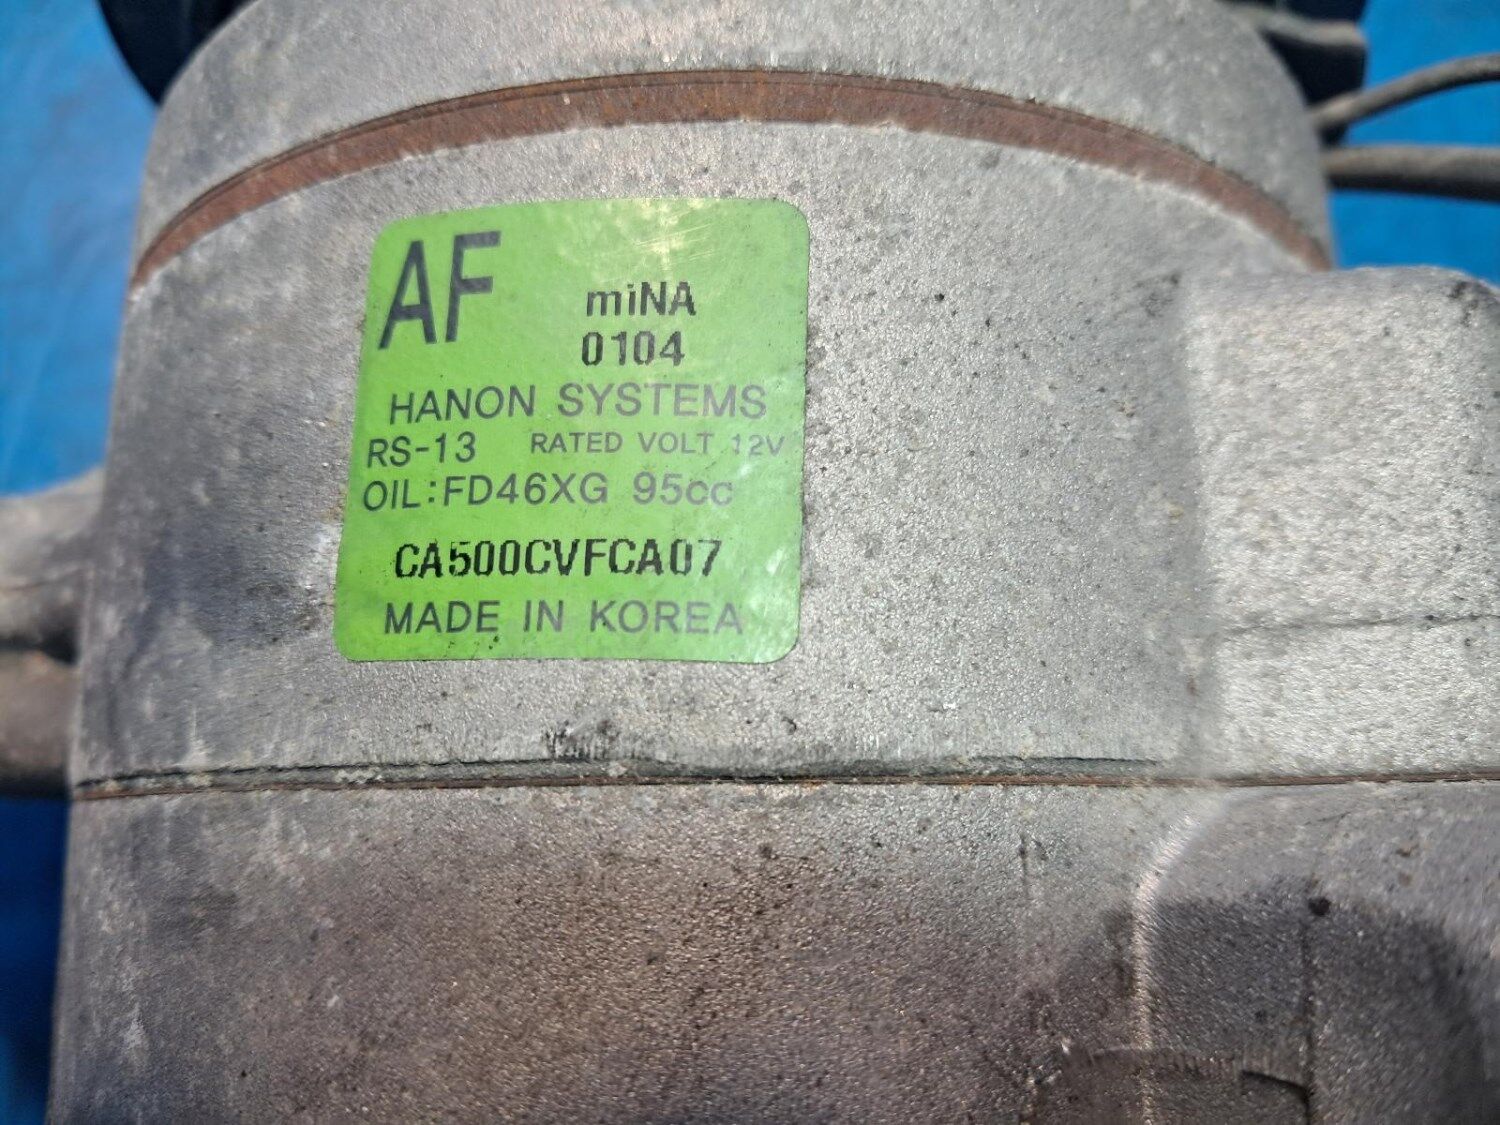 AF
miNA
0104
HANON SYSTEMS
RS-13 RATED VOLT 12V
OIL:FD46XG 95cc
CA500CVFCA07
MADE IN KOREA